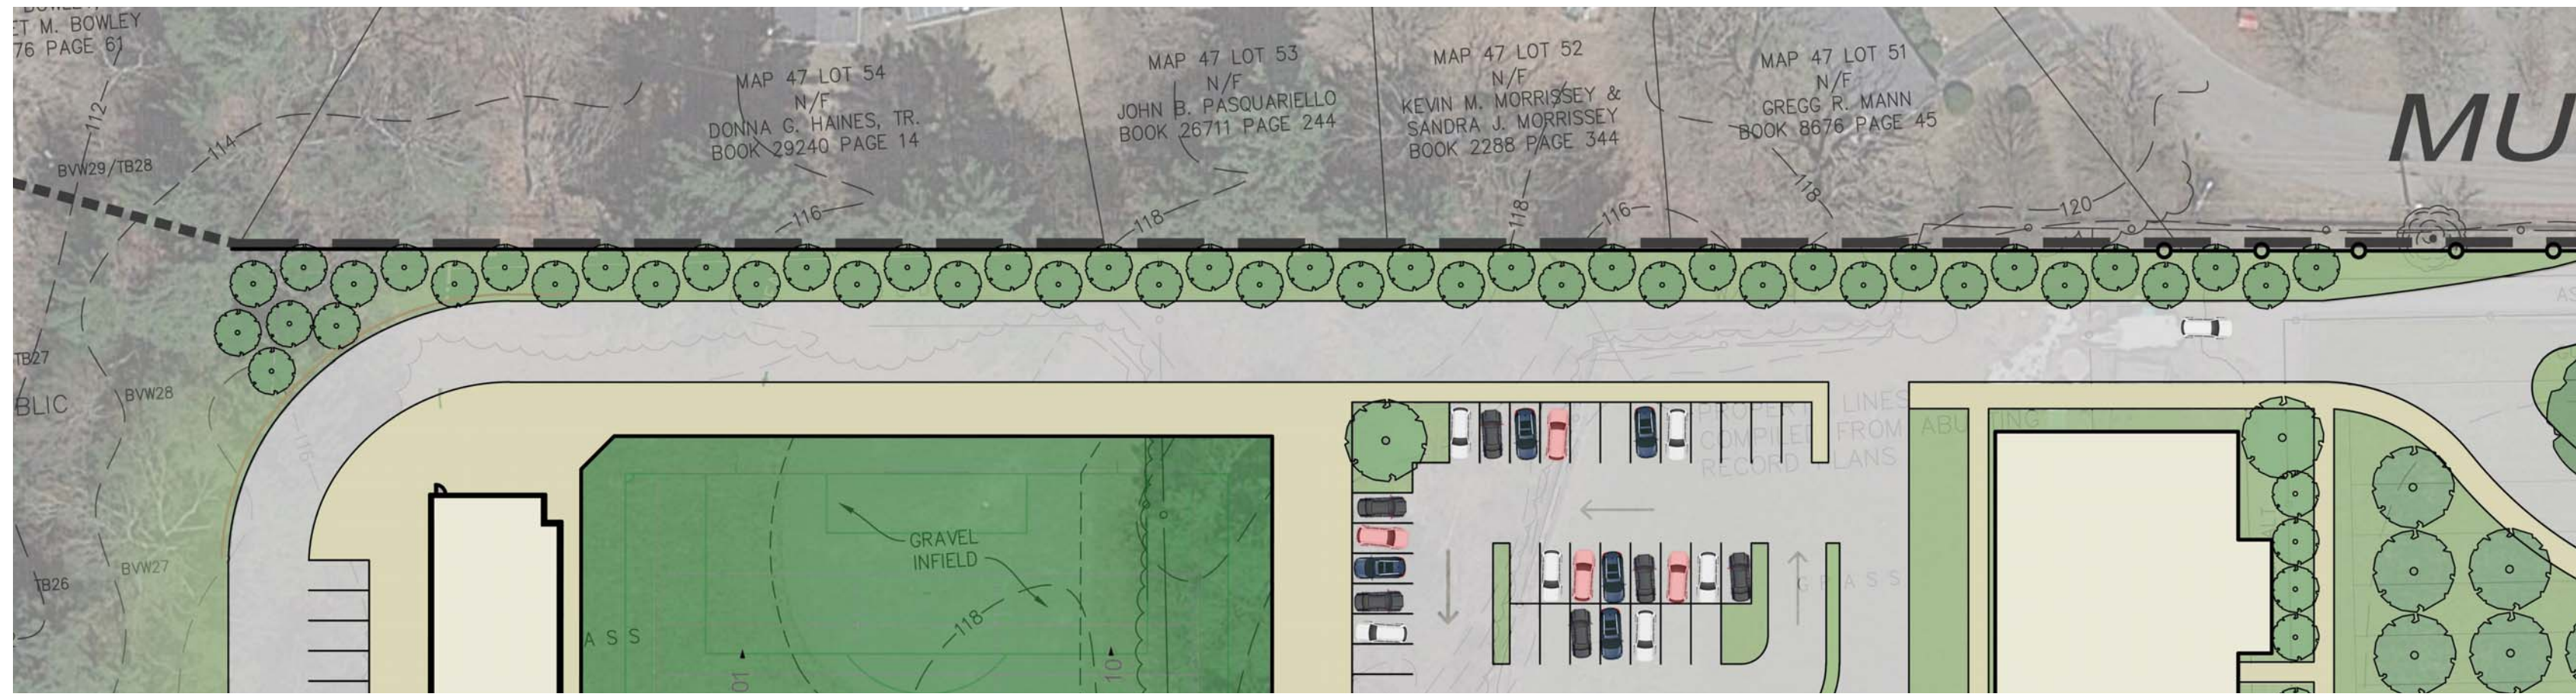 ET M. BOWLEY
76 PAGE 61
112
114
BVW29/TB28
MAP 47 LOT 54
N/F
DONNA G. HAINES, TR.
BOOK 29240 PAGE 14
116
MAP 47 LOT 53
N/F
JOHN B. PASQUARIELLO
BOOK 26711 PAGE 244
118
MAP 47 LOT 52
N/F
KEVIN M. MORRISSEY &
SANDRA J. MORRISSEY
BOOK 2288 PAGE 344
118
116
MAP 47 LOT 51
N/F
GREGG R. MANN
BOOK 8676 PAGE 45
118
120
MU
TB27
BVW28
BLIC
116
BVW27
TB26
PROPERTY LINES
COMPILED FROM ABUTTING
RECORD PLANS
GRAVEL
INFIELD
118
ASS
GRASS
01
10
AS